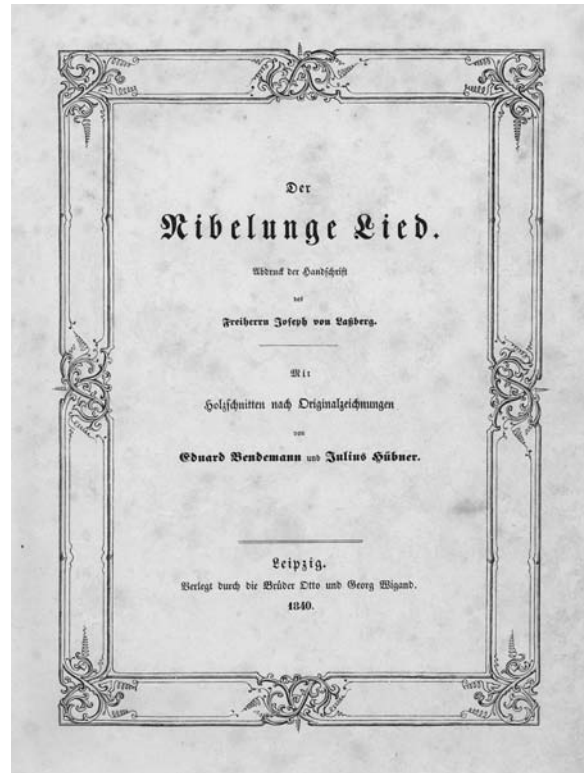 Der
Nibelunge Lied.
Abdruck der Handschrift
des
Freiherrn Joseph von Laßberg.
Mit
Holzschnitten nach Originalzeichnungen
von
Eduard Bendemann und Julius Hübner.
Leipzig.
Verlegt durch die Brüder Otto und Georg Wigand.
1840.